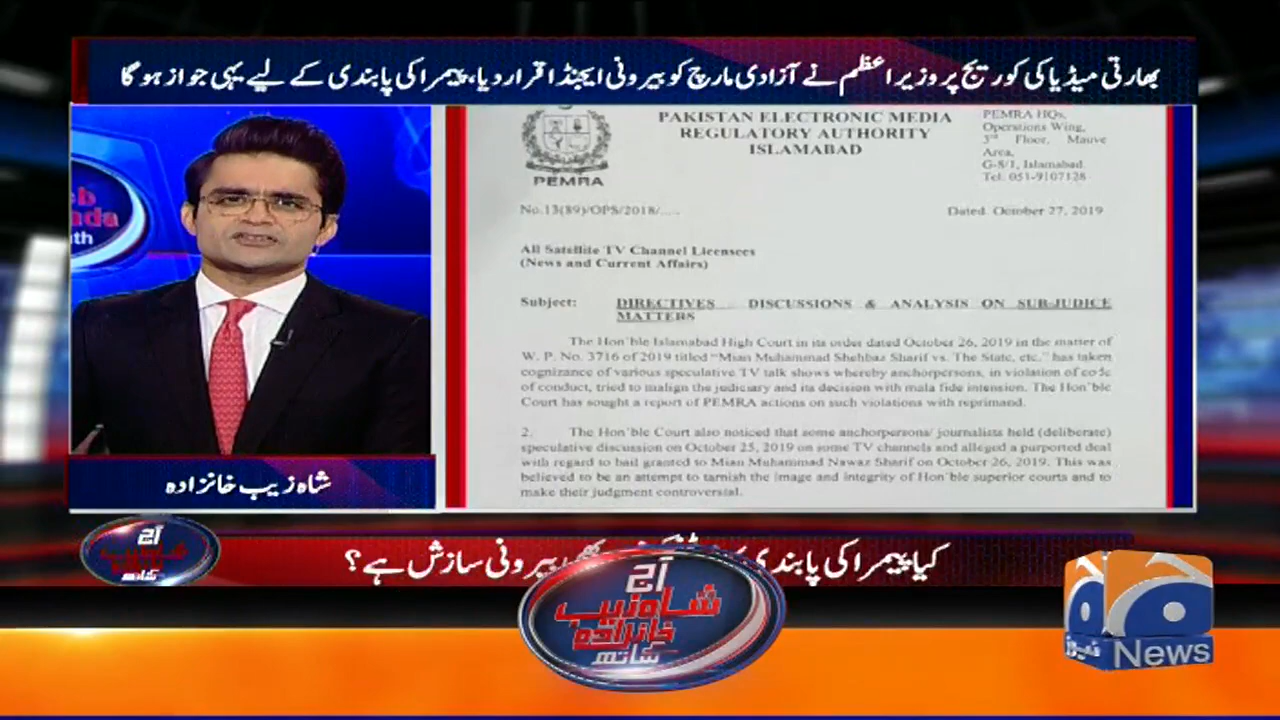 بھارتی میڈیا کی کوریج پر وزیراعظم نے آزادی مارچ کو بیرونی ایجنڈا قرار دیا، پیمرا کی پابندی کے لیے یہی جواز ہوگا
PAKISTAN ELECTRONIC MEDIA
REGULATORY AUTHORITY
ISLAMABAD
PEMRA
PEMRA HQs,
Operations Wing,
3rd Floor, Mauve
Area,
G-8/1, Islamabad.
Tel: 051-9107128
No.13(89)/OPS/2018/.....
Dated. October 27, 2019
All Satellite TV Channel Licensees
(News and Current Affairs)
Subject: DIRECTIVES DISCUSSIONS & ANALYSIS ON SUB-JUDICE
MATTERS
The Hon'ble Islamabad High Court in its order dated October 26, 2019 in the matter of
W. P. No. 3716 of 2019 titled "Mian Muhammad Shehbaz Sharif vs. The State, etc." has taken
cognizance of various speculative TV talk shows whereby anchorpersons, in violation of code
of conduct, tried to malign the judiciary and its decision with mala fide intension. The Hon'ble
Court has sought a report of PEMRA actions on such violations with reprimand.
2. The Hon'ble Court also noticed that some anchorpersons/ journalists held (deliberate)
speculative discussion on October 25, 2019 on some TV channels and alleged a purported deal
with regard to bail granted to Mian Muhammad Nawaz Sharif on October 26, 2019. This was
believed to be an attempt to tarnish the image and integrity of Hon'ble superior courts and to
make their judgment controversial.
شاہ زیب خانزادہ
کیا پیمرا کی پابندی بیرونی سازش ہے؟
آج
شاہ زیب
خانزادہ
کے ساتھ
جیو
نیوز
News